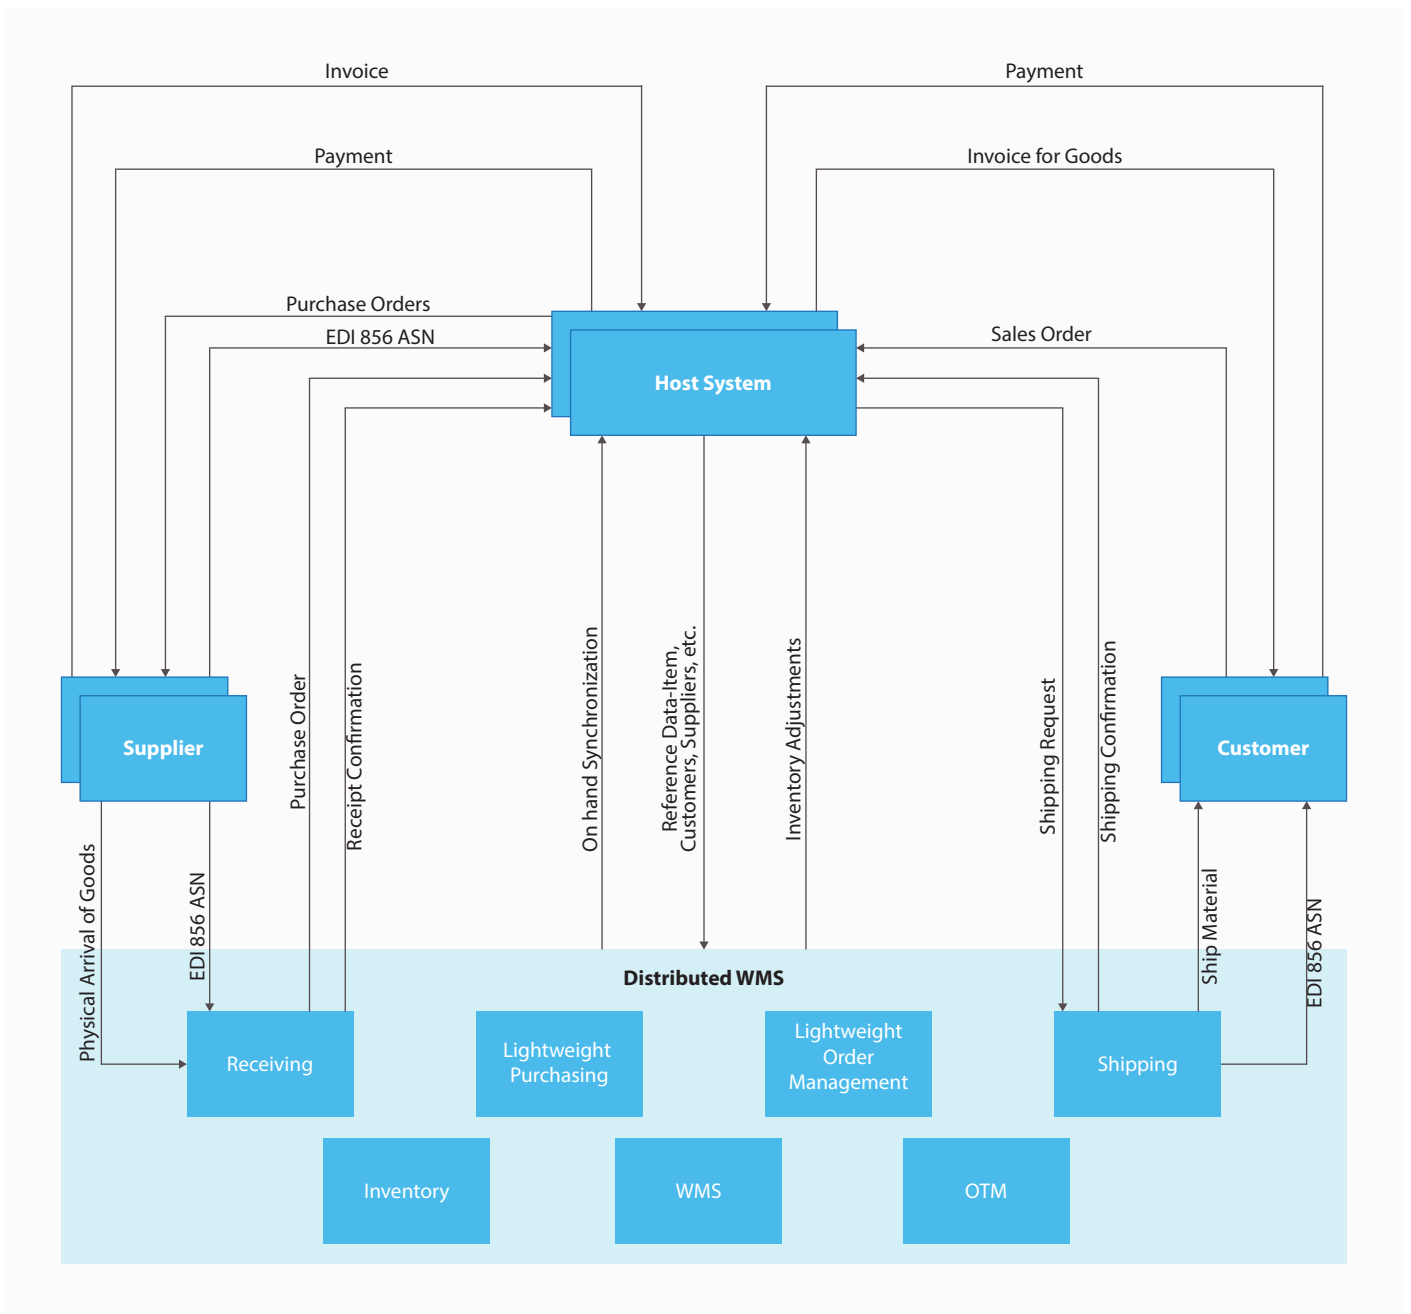 Invoice
Payment
Payment
Invoice for Goods
Purchase Orders
EDI 856 ASN
Sales Order
Host System
Supplier
Customer
Purchase Order
Receipt Confirmation
On hand Synchronization
Reference Data-Item,
Customers, Suppliers, etc.
Inventory Adjustments
Shipping Request
Shipping Confirmation
Physical Arrival of Goods
EDI 856 ASN
Ship Material
EDI 856 ASN
Distributed WMS
Receiving
Lightweight
Purchasing
Lightweight
Order
Management
Shipping
Inventory
WMS
OTM